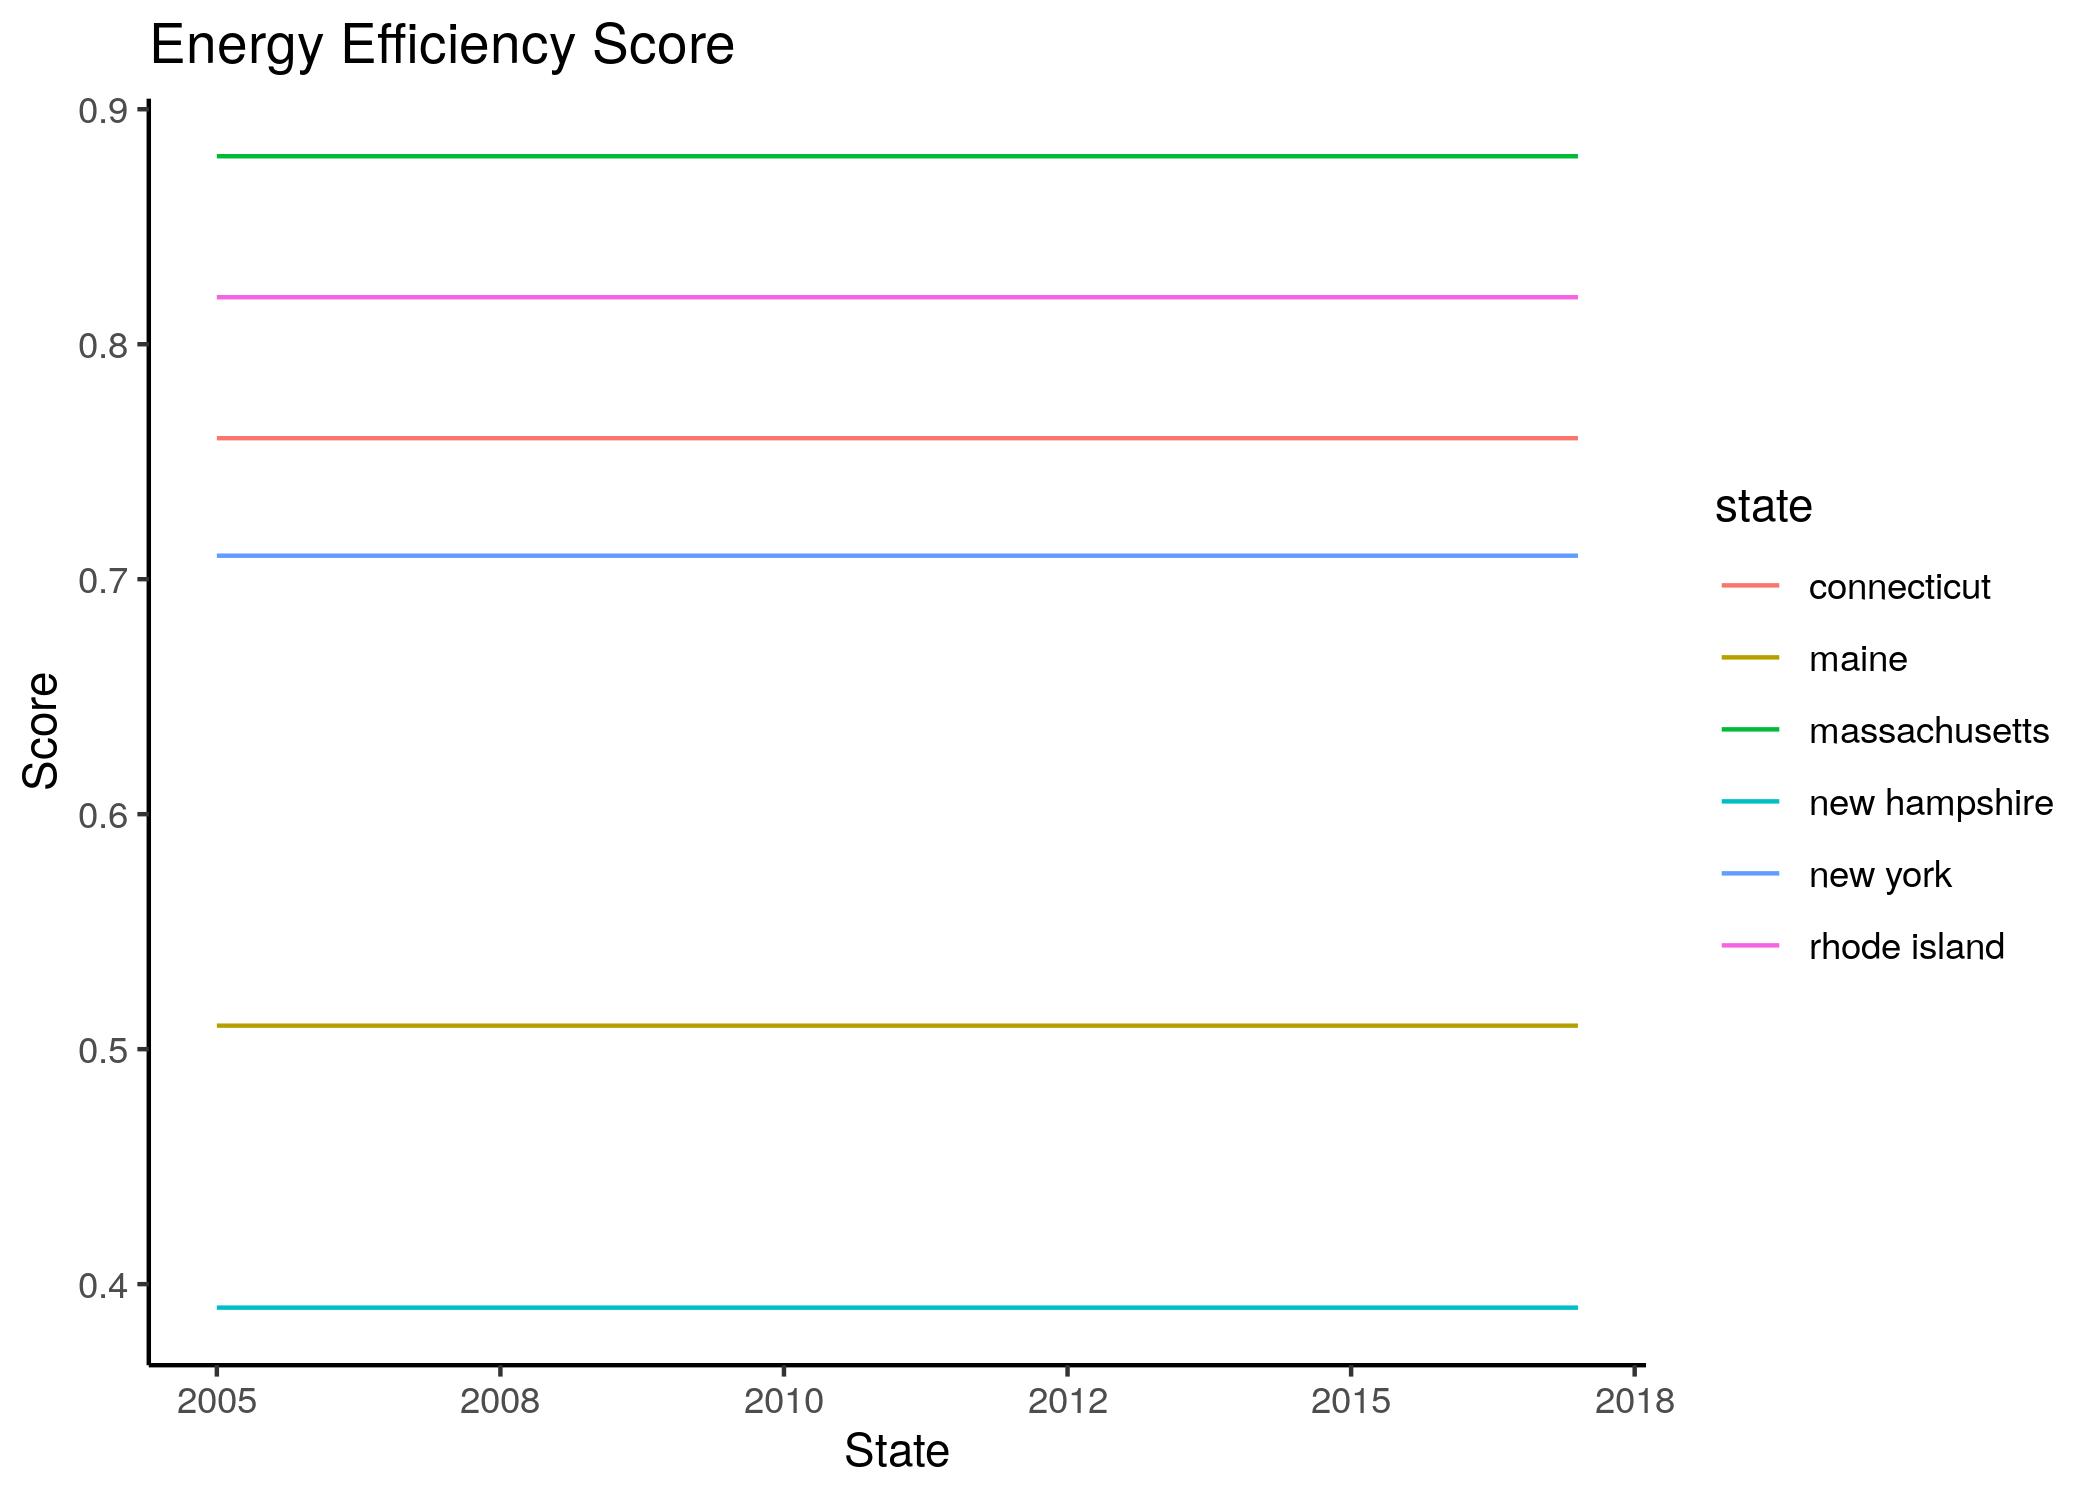 Energy Efficiency Score
0.9
0.8
0.7
0.6
0.5
0.4
Score
2005 2008 2010 2012 2015 2018
State
state
connecticut
maine
massachusetts
new hampshire
new york
rhode island